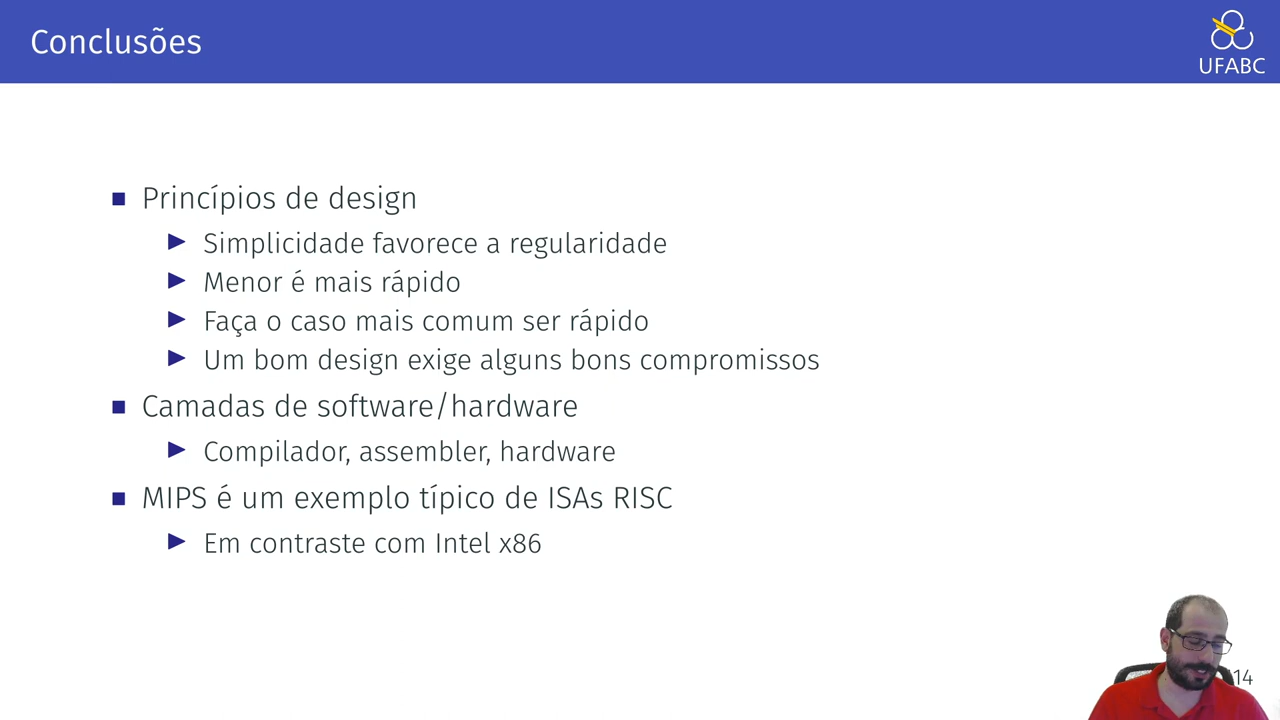 Conclusões
UFABC
Princípios de design
Simplicidade favorece a regularidade
Menor é mais rápido
Faça o caso mais comum ser rápido
Um bom design exige alguns bons compromissos
Camadas de software/hardware
Compilador, assembler, hardware
MIPS é um exemplo típico de ISAs RISC
Em contraste com Intel x86
14